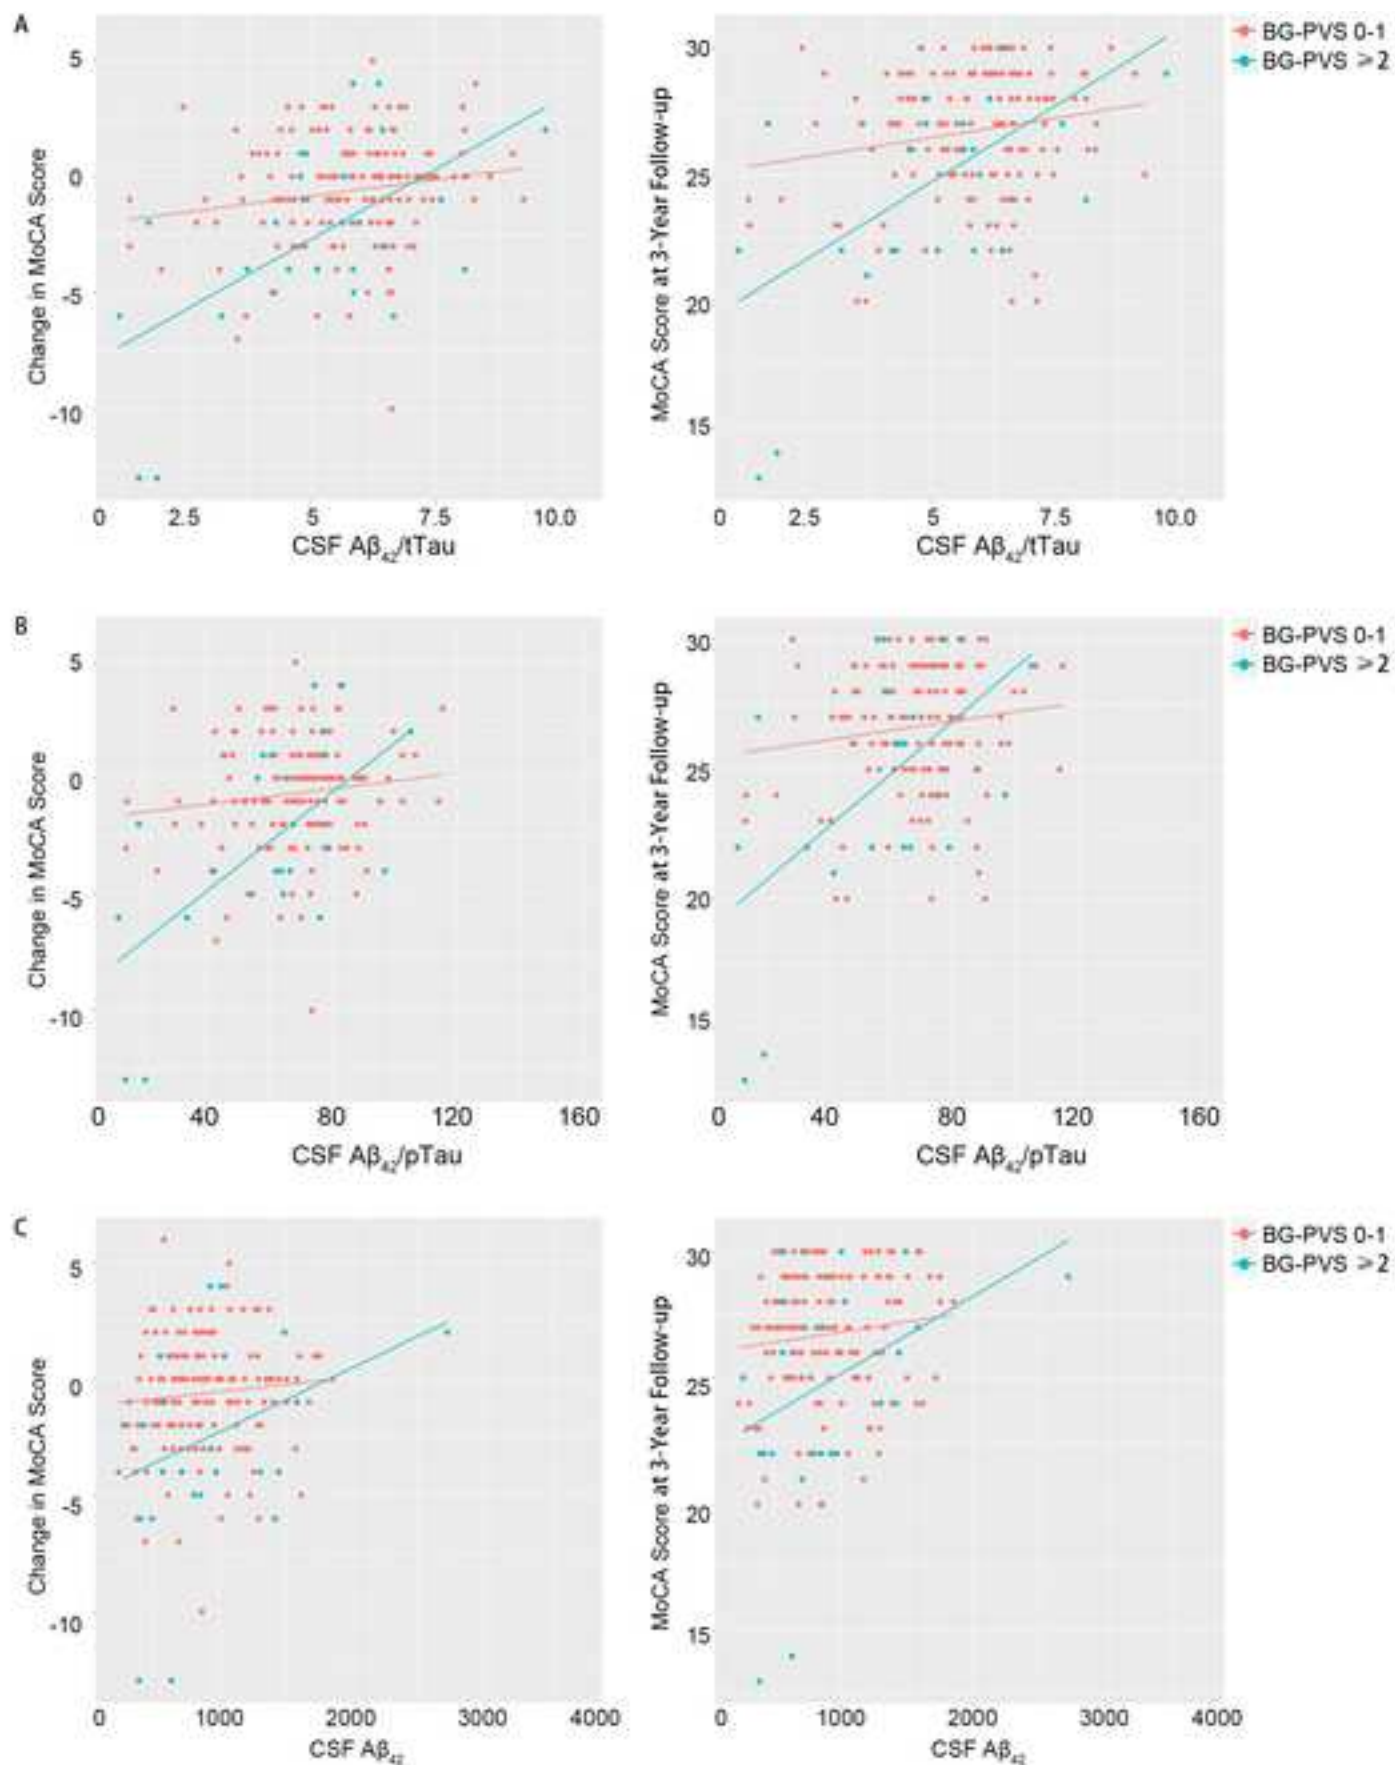 A
Change in MoCA Score
5
0
-5
-10
0 2.5 5 7.5 10.0
CSF Aβ₄₂/tTau
MoCA Score at 3-Year Follow-up
30
25
20
15
0 2.5 5 7.5 10.0
CSF Aβ₄₂/tTau
BG-PVS 0-1
BG-PVS ≥2
B
Change in MoCA Score
5
0
-5
-10
0 40 80 120 160
CSF Aβ₄₂/pTau
MoCA Score at 3-Year Follow-up
30
25
20
15
0 40 80 120 160
CSF Aβ₄₂/pTau
BG-PVS 0-1
BG-PVS ≥2
C
Change in MoCA Score
5
0
-5
-10
0 1000 2000 3000 4000
CSF Aβ₄₂
MoCA Score at 3-Year Follow-up
30
25
20
15
0 1000 2000 3000 4000
CSF Aβ₄₂
BG-PVS 0-1
BG-PVS ≥2